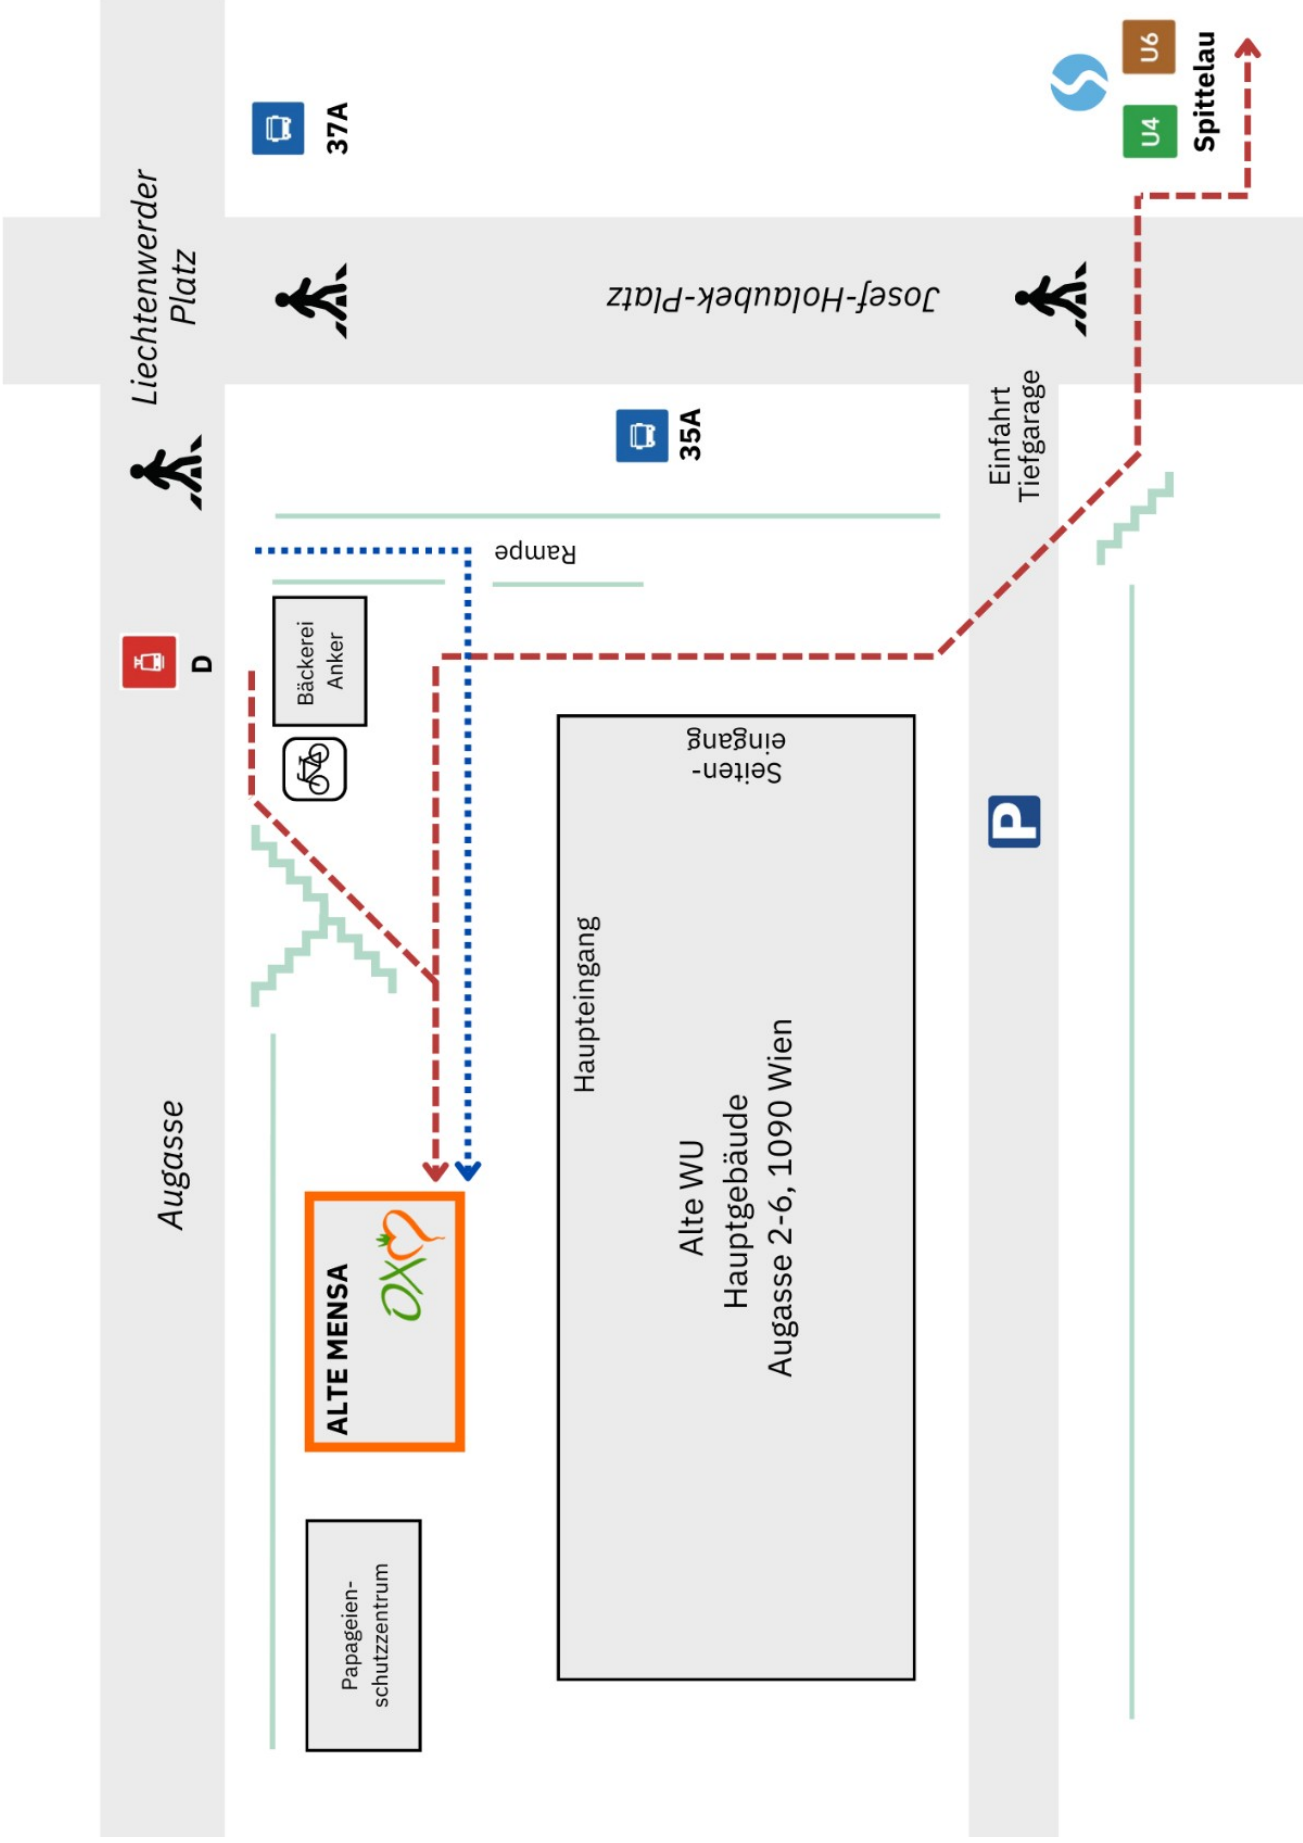 Liechtenwerder
Platz
37A
U4
U6
Spittelau
Josef-Holaubek-Platz
35A
Einfahrt
Tiefgarage
Rampe
D
Bäckerei
Anker
Seiten-
eingang
P
Haupteingang
Augasse
ALTE MENSA
OX
Alte WU
Hauptgebäude
Augasse 2-6, 1090 Wien
Papageien-
schutzzentrum